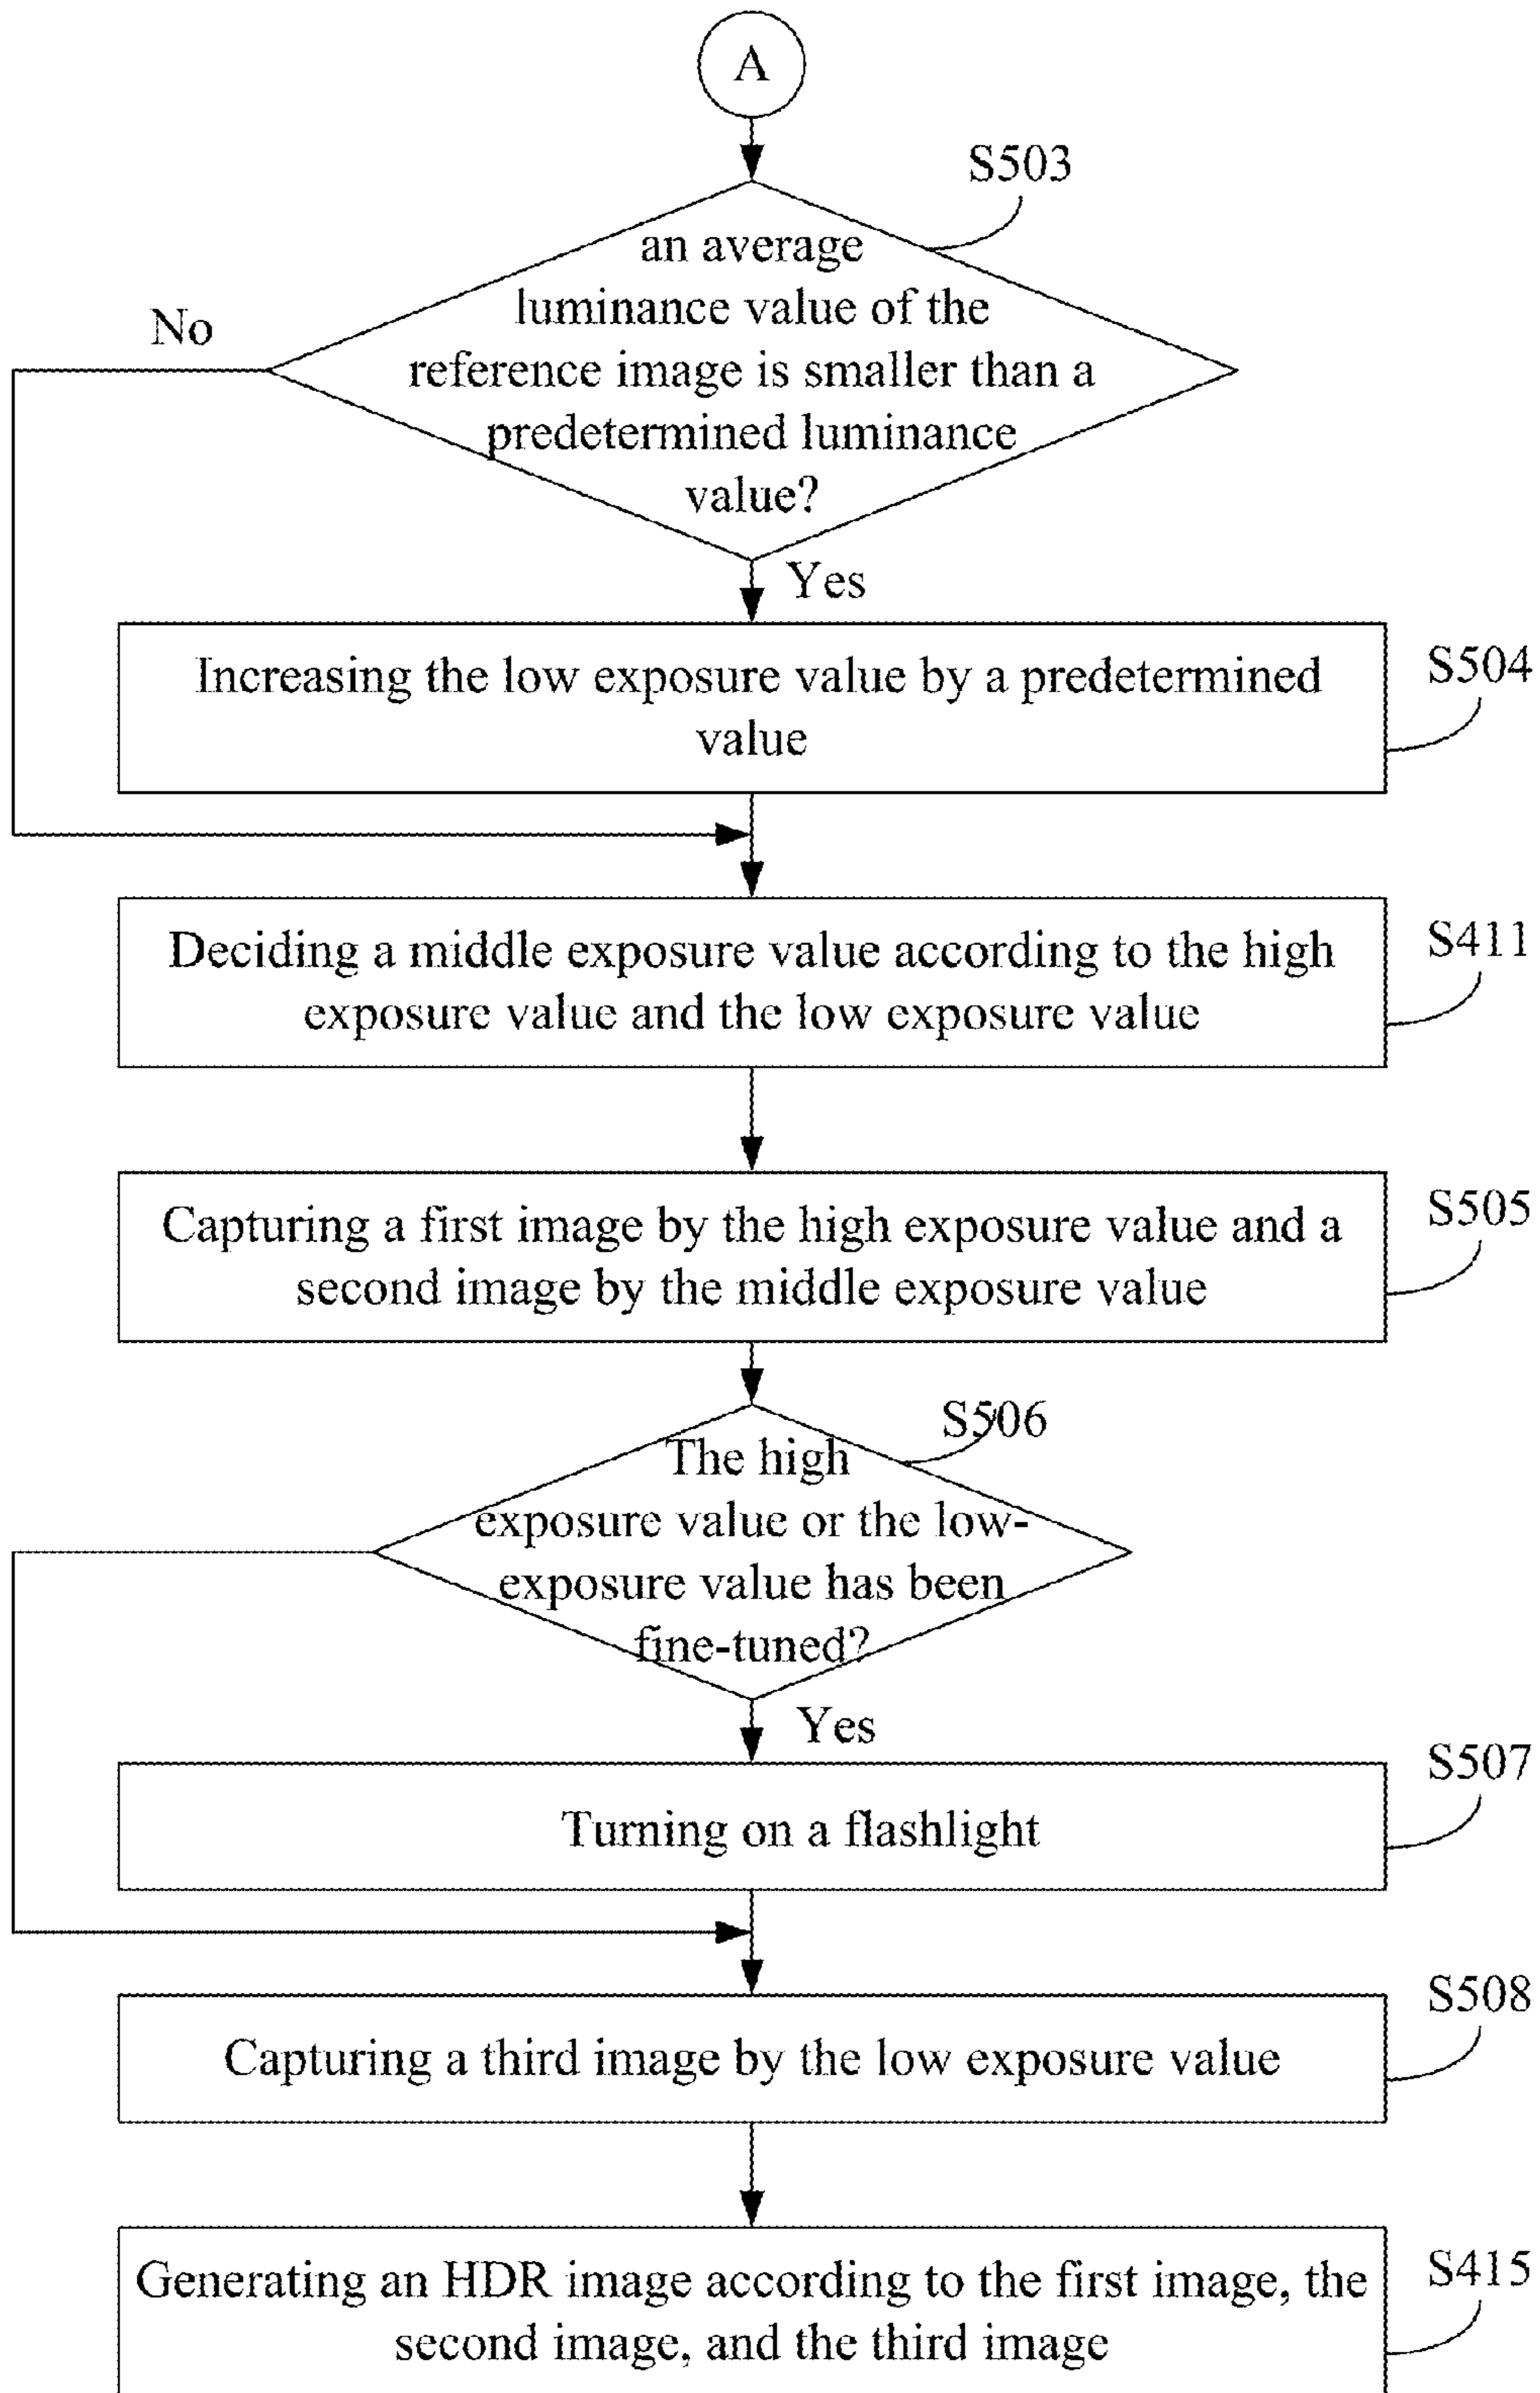 A
S503
an average
luminance value of the
reference image is smaller than a
predetermined luminance
value?
No
Yes
Increasing the low exposure value by a predetermined
value
S504
Deciding a middle exposure value according to the high
exposure value and the low exposure value
S411
Capturing a first image by the high exposure value and a
second image by the middle exposure value
S505
S506
The high
exposure value or the low-
exposure value has been
fine-tuned?
Yes
Turning on a flashlight
S507
Capturing a third image by the low exposure value
S508
Generating an HDR image according to the first image, the
second image, and the third image
S415